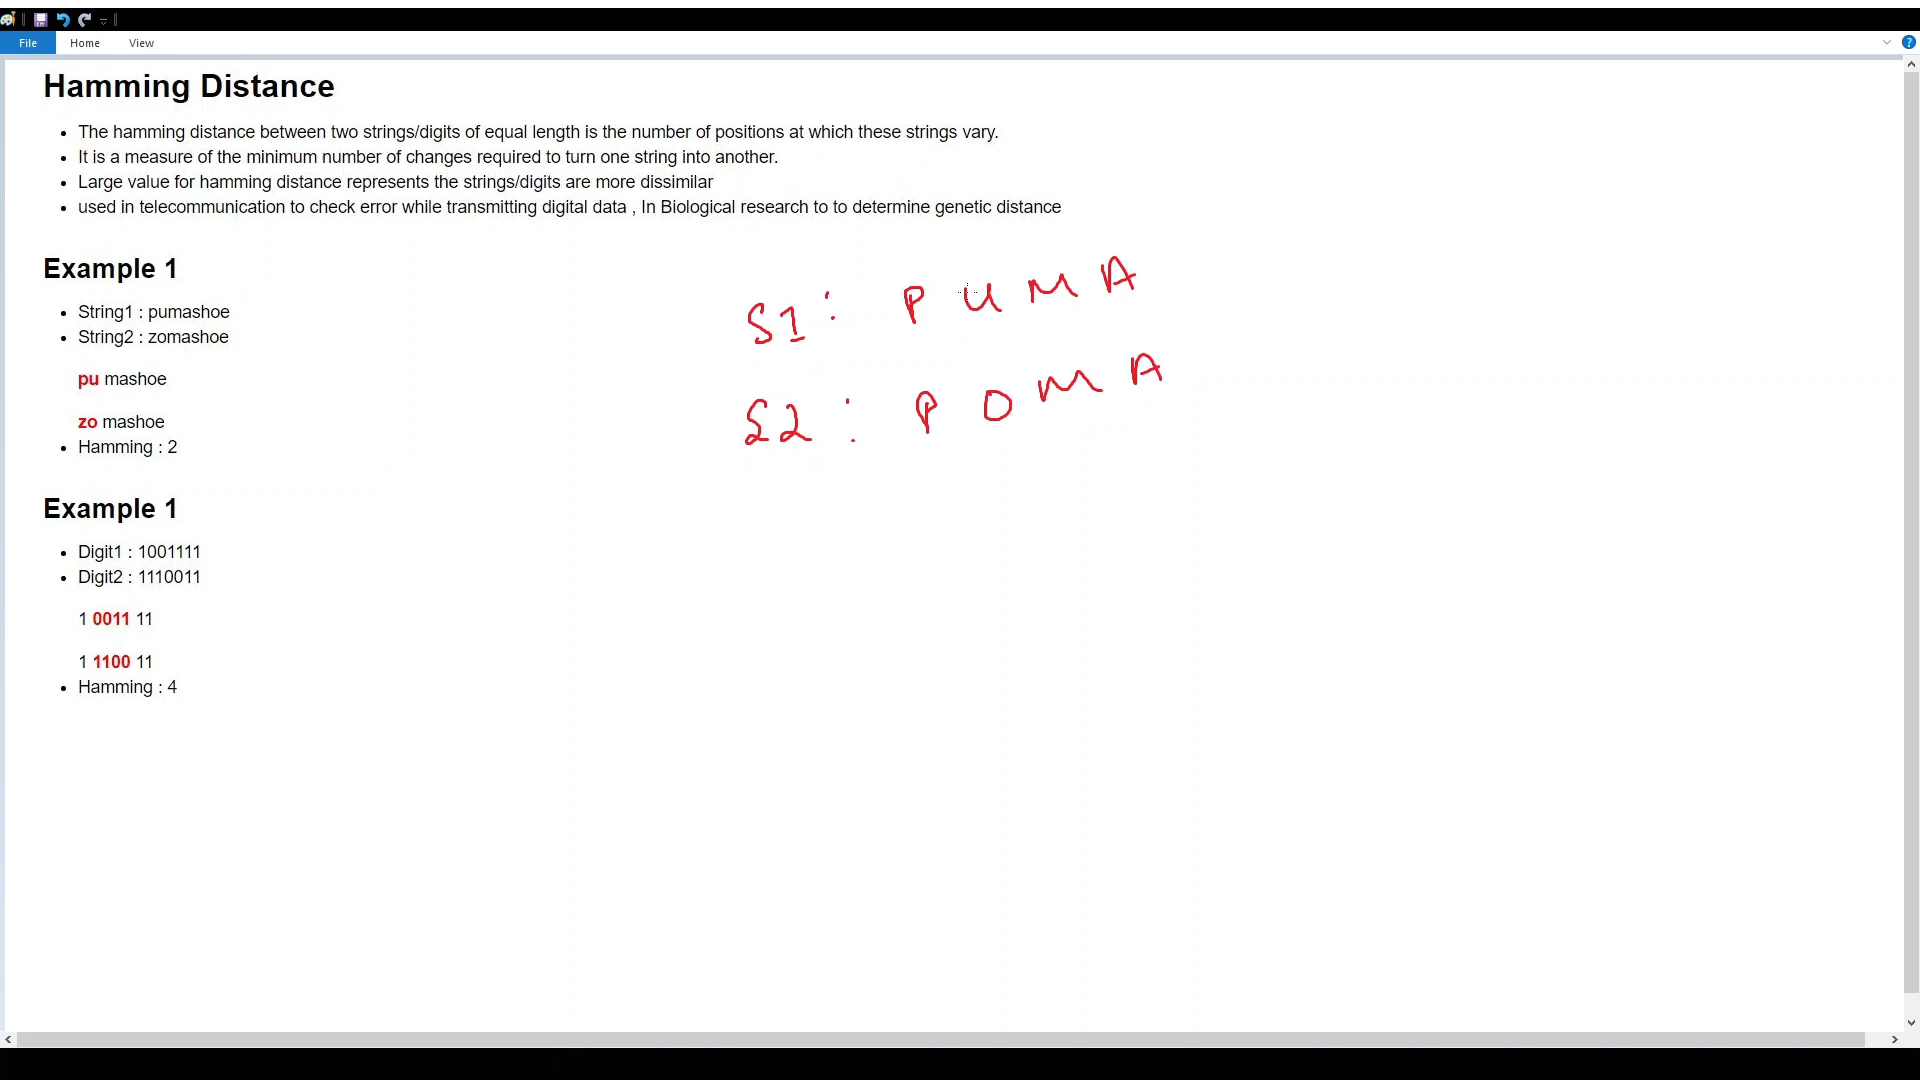 File Home View
Hamming Distance
The hamming distance between two strings/digits of equal length is the number of positions at which these strings vary.
It is a measure of the minimum number of changes required to turn one string into another.
Large value for hamming distance represents the strings/digits are more dissimilar
used in telecommunication to check error while transmitting digital data , In Biological research to to determine genetic distance
Example 1
String1 : pumashoe
String2 : zomashoe
pu mashoe
zo mashoe
Hamming : 2
S1: P U M A
S2 : P O M A
Example 1
Digit1 : 1001111
Digit2 : 1110011
1 0011 11
1 1100 11
Hamming : 4